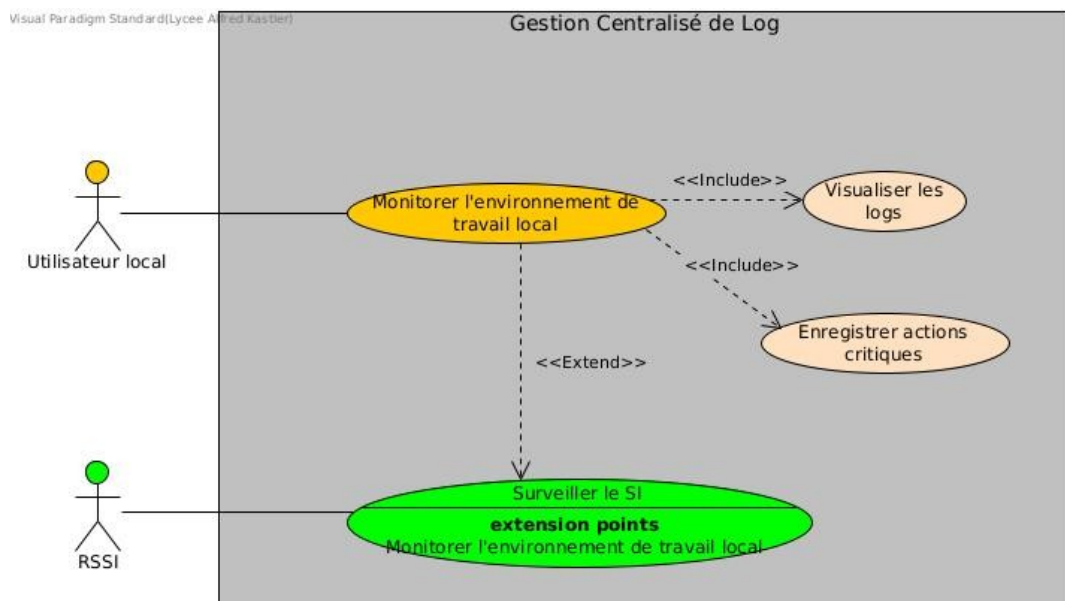 Visual Paradigm Standard(Lycee Alfred Kastler)
Gestion Centralisé de Log
<<Include>>
Visualiser les
logs
Monitorer l'environnement de
travail local
Utilisateur local
<<Include>>
Enregistrer actions
critiques
<<Extend>>
Surveiller le SI
extension points
Monitorer l'environnement de travail local
RSSI